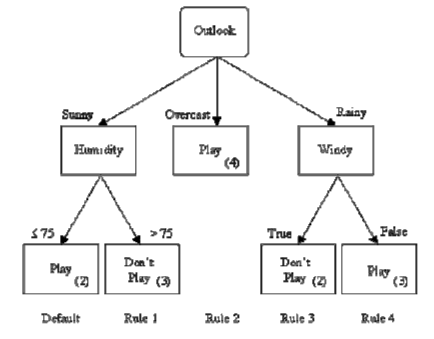 Outlook
Sunny
Overcast
Rainy
Humidity
Play
(4)
Windy
≤ 75
> 75
True
False
Play
(2)
Don't
Play (3)
Don't
Play (2)
Play
(3)
Default
Rule 1
Rule 2
Rule 3
Rule 4